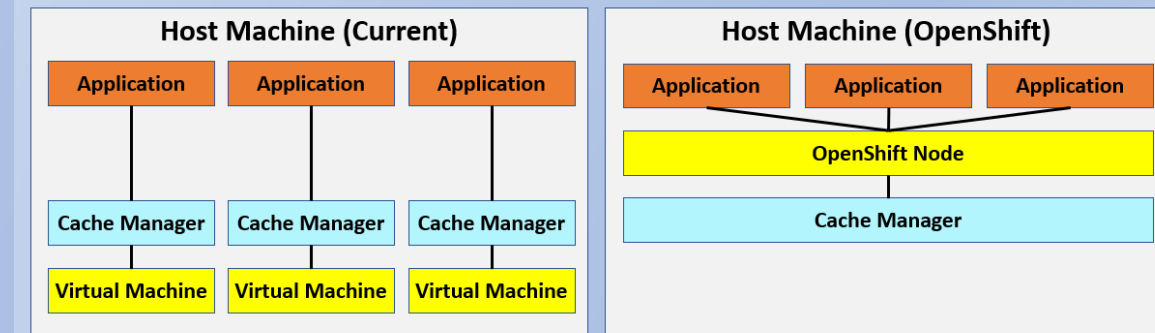 Host Machine (Current)
Application Application Application
Cache Manager Cache Manager Cache Manager
Virtual Machine Virtual Machine Virtual Machine
Host Machine (OpenShift)
Application Application Application
OpenShift Node
Cache Manager